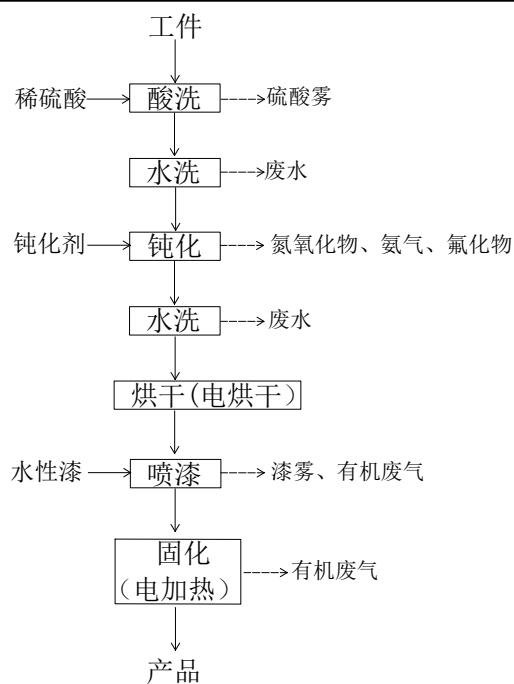 工件
稀硫酸 酸洗 硫酸雾
水洗 废水
钝化剂 钝化 氮氧化物、氨气、氟化物
水洗 废水
烘干(电烘干)
水性漆 喷漆 漆雾、有机废气
固化
(电加热) 有机废气
产品